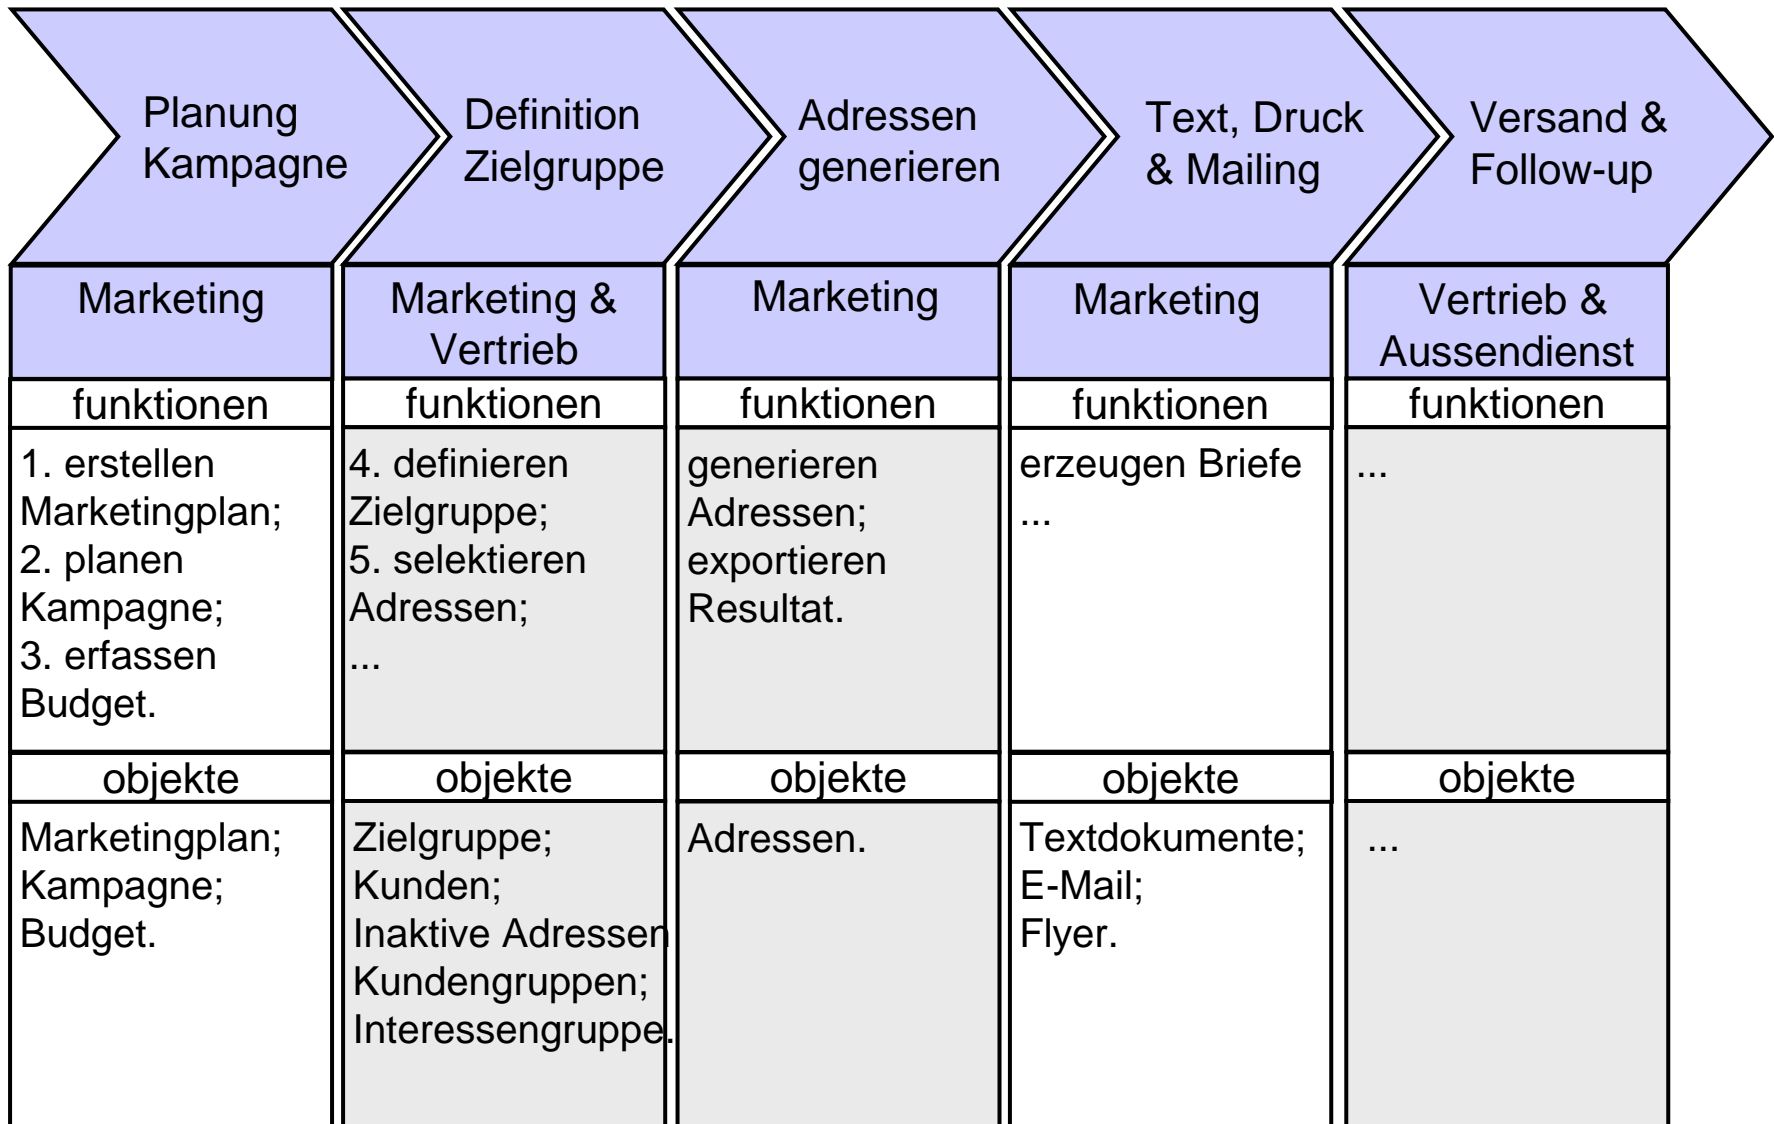 Planung
Kampagne
Definition
Zielgruppe
Adressen
generieren
Text, Druck
& Mailing
Versand &
Follow-up
Marketing
Marketing &
Vertrieb
Marketing
Marketing
Vertrieb &
Aussendienst
funktionen
funktionen
funktionen
funktionen
funktionen
1. erstellen
Marketingplan;
2. planen
Kampagne;
3. erfassen
Budget.
4. definieren
Zielgruppe;
5. selektieren
Adressen;
...
generieren
Adressen;
exportieren
Resultat.
erzeugen Briefe
...
...
objekte
objekte
objekte
objekte
objekte
Marketingplan;
Kampagne;
Budget.
Zielgruppe;
Kunden;
Inaktive Adressen
Kundengruppen;
Interessengruppe.
Adressen.
Textdokumente;
E-Mail;
Flyer.
...